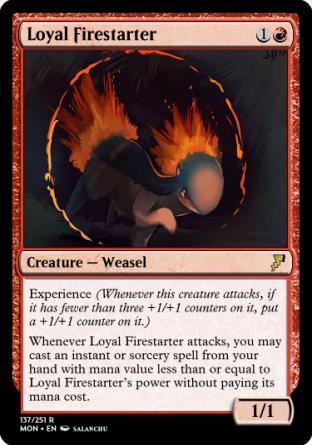 Loyal Firestarter
1
Creature — Weasel
Experience (Whenever this creature attacks, if
it has fewer than three +1/+1 counters on it, put
a +1/+1 counter on it.)
Whenever Loyal Firestarter attacks, you may
cast an instant or sorcery spell from your
hand with mana value less than or equal to
Loyal Firestarter's power without paying its
mana cost.
1/1
137/251 R
MON • EN SALANCHU